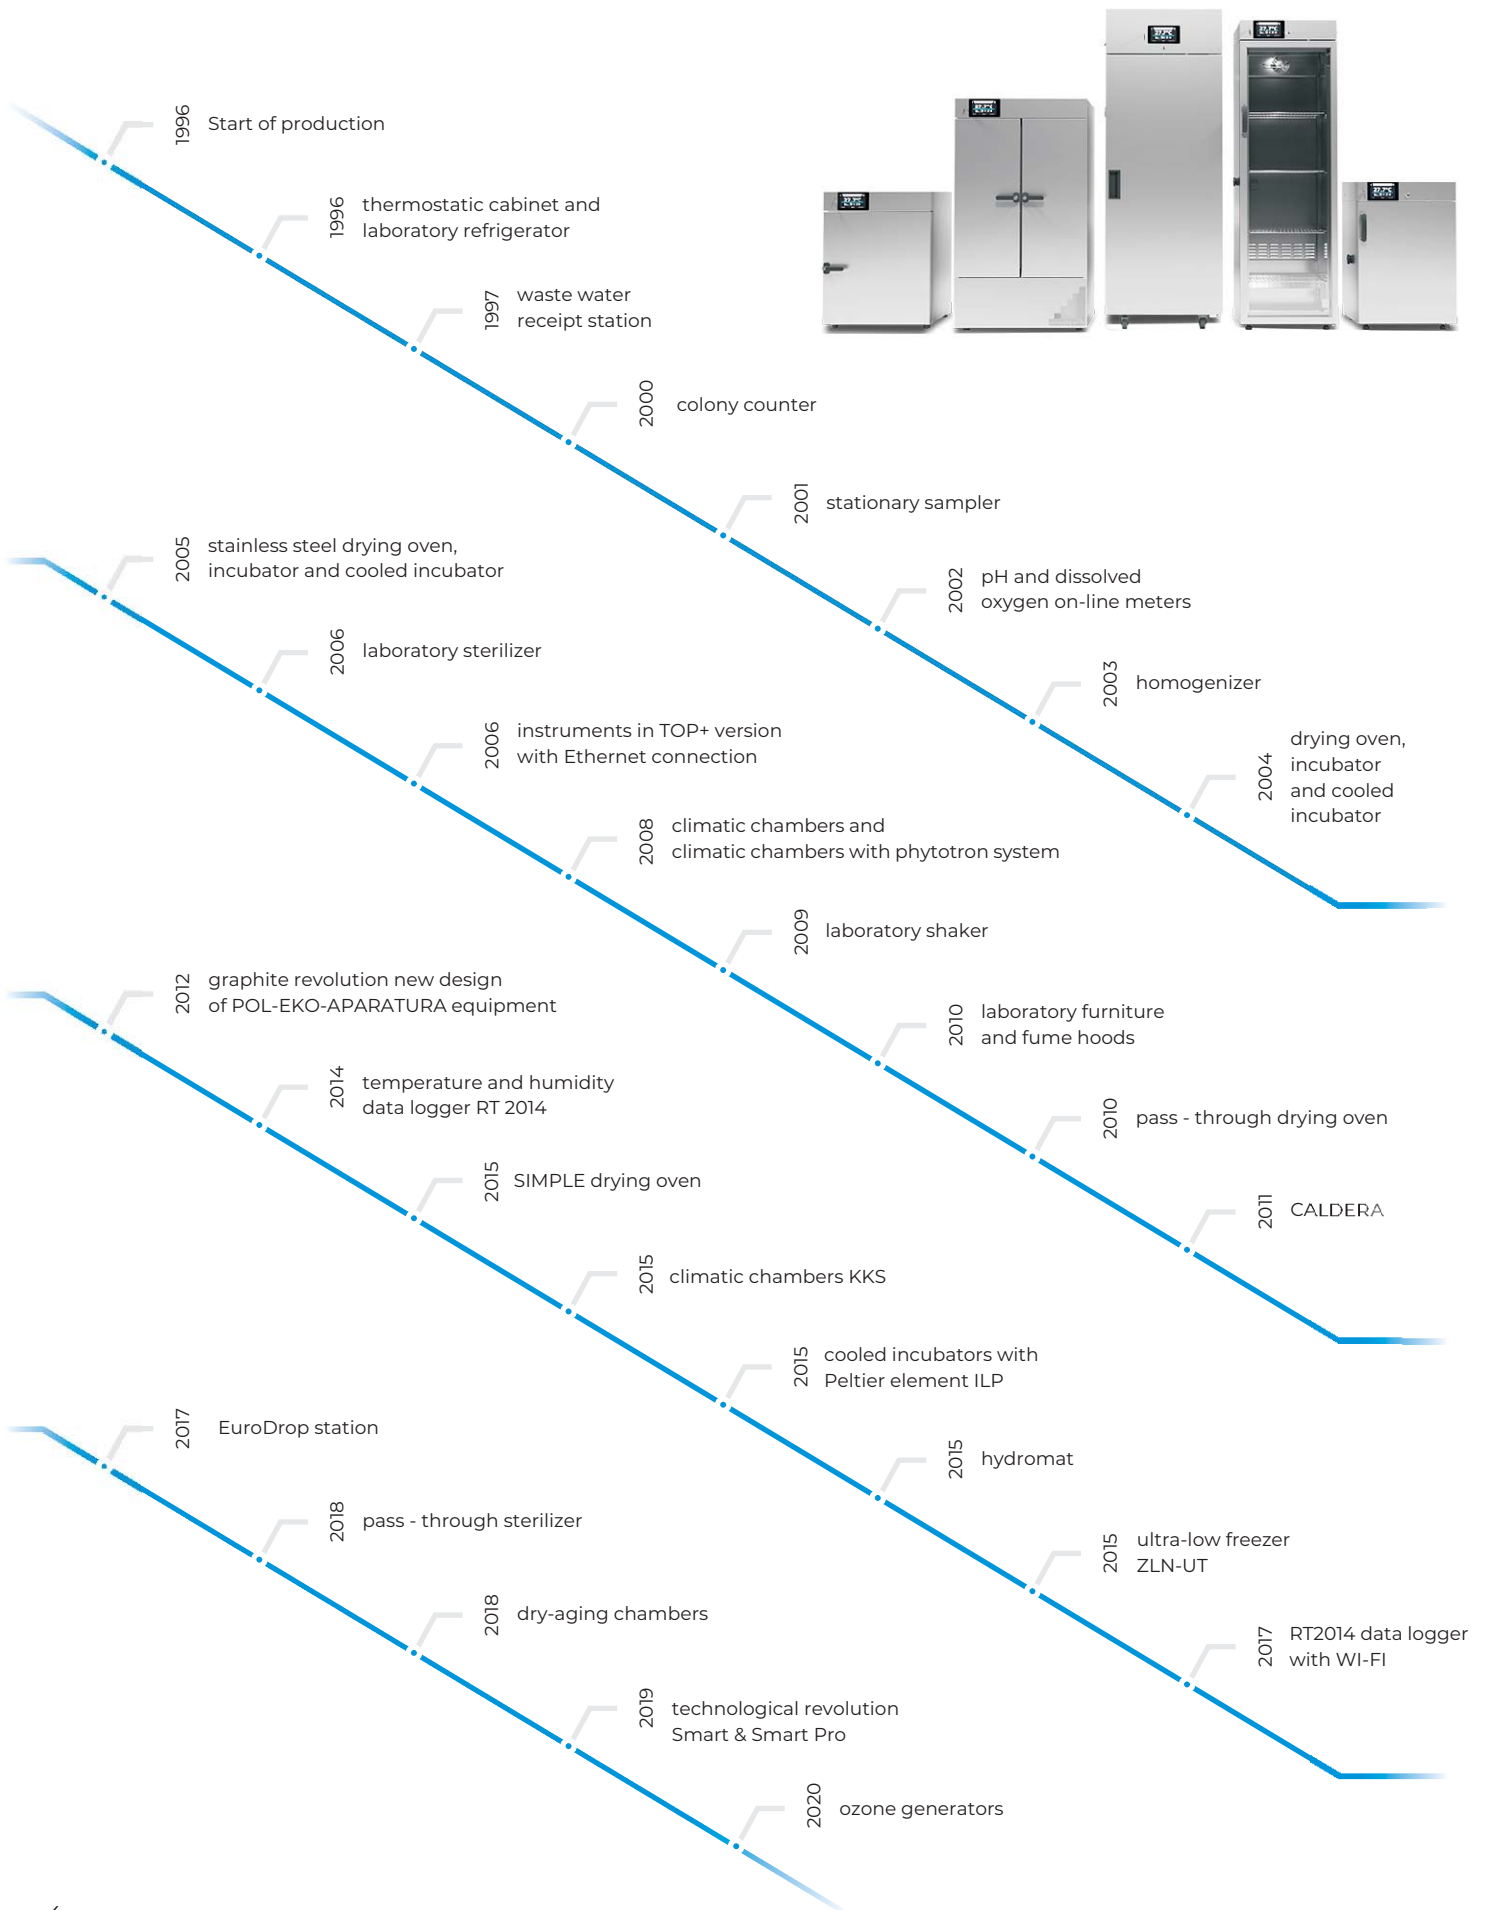 1996
Start of production
1996
thermostatic cabinet and
laboratory refrigerator
1997
waste water
receipt station
2000
colony counter
2001
stationary sampler
2002
pH and dissolved
oxygen on-line meters
2003
homogenizer
2004
drying oven,
incubator
and cooled
incubator
2005
stainless steel drying oven,
incubator and cooled incubator
2006
laboratory sterilizer
2006
instruments in TOP+ version
with Ethernet connection
2008
climatic chambers and
climatic chambers with phytotron system
2009
laboratory shaker
2010
laboratory furniture
and fume hoods
2010
pass - through drying oven
2011
CALDERA
2012
graphite revolution new design
of POL-EKO-APARATURA equipment
2014
temperature and humidity
data logger RT 2014
2015
SIMPLE drying oven
2015
climatic chambers KKS
2015
cooled incubators with
Peltier element ILP
2015
hydromat
2015
ultra-low freezer
ZLN-UT
2017
RT2014 data logger
with WI-FI
2017
EuroDrop station
2018
pass - through sterilizer
2018
dry-aging chambers
2019
technological revolution
Smart & Smart Pro
2020
ozone generators